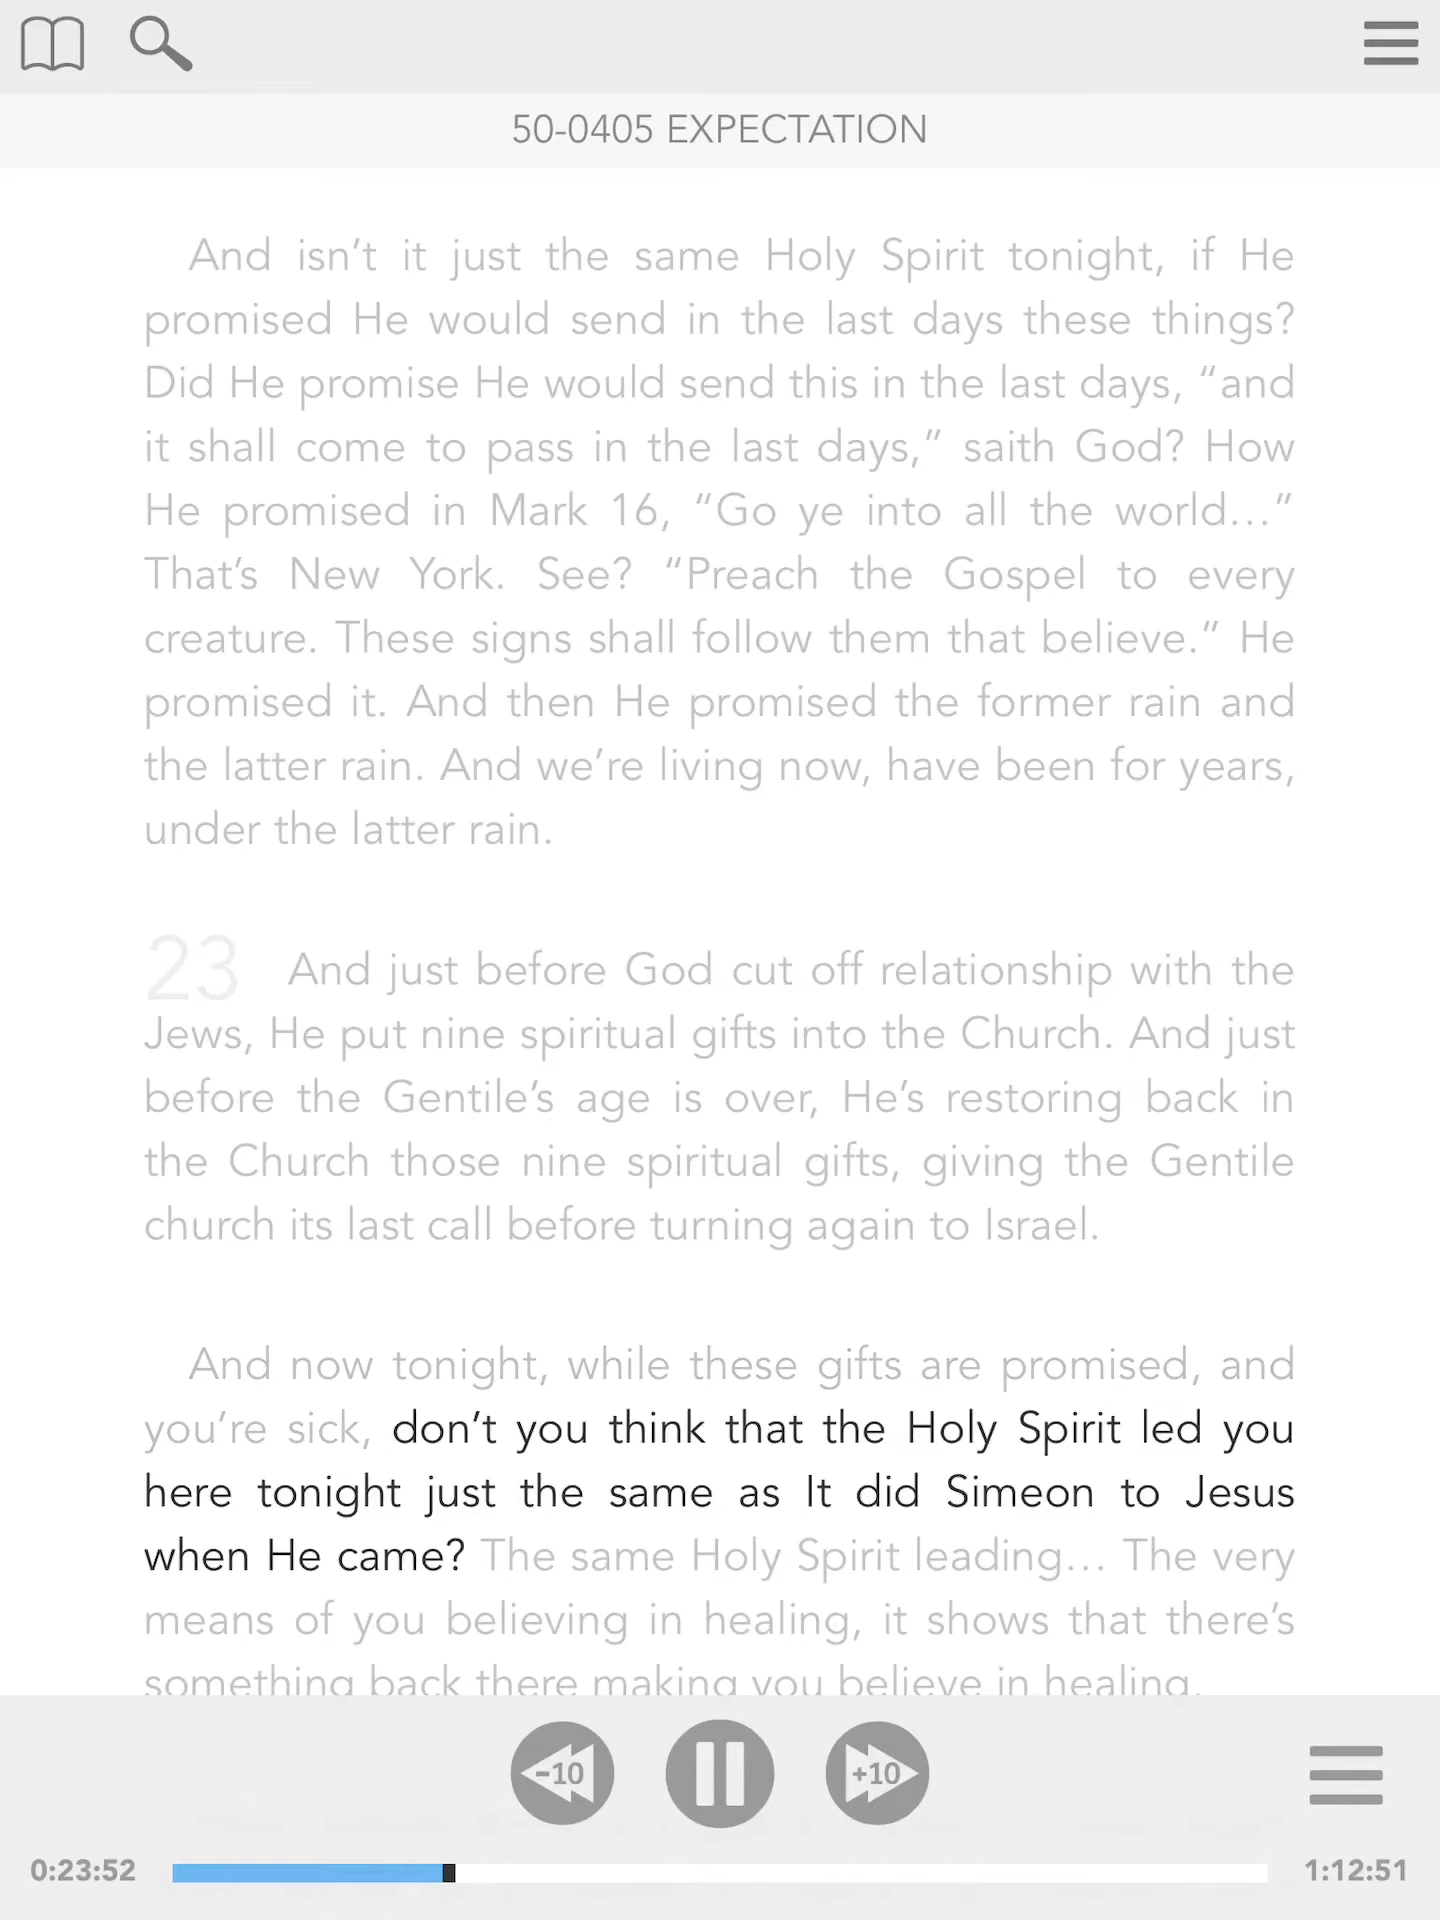 50-0405 EXPECTATION
And isn’t it just the same Holy Spirit tonight, if He
promised He would send in the last days these things?
Did He promise He would send this in the last days, “and
it shall come to pass in the last days,” saith God? How
He promised in Mark 16, “Go ye into all the world…”
That’s New York. See? “Preach the Gospel to every
creature. These signs shall follow them that believe.” He
promised it. And then He promised the former rain and
the latter rain. And we’re living now, have been for years,
under the latter rain.
23 And just before God cut off relationship with the
Jews, He put nine spiritual gifts into the Church. And just
before the Gentile’s age is over, He’s restoring back in
the Church those nine spiritual gifts, giving the Gentile
church its last call before turning again to Israel.
And now tonight, while these gifts are promised, and
you’re sick, don’t you think that the Holy Spirit led you
here tonight just the same as It did Simeon to Jesus
when He came? The same Holy Spirit leading… The very
means of you believing in healing, it shows that there’s
something back there making you believe in healing.
-10 +10
0:23:52 1:12:51